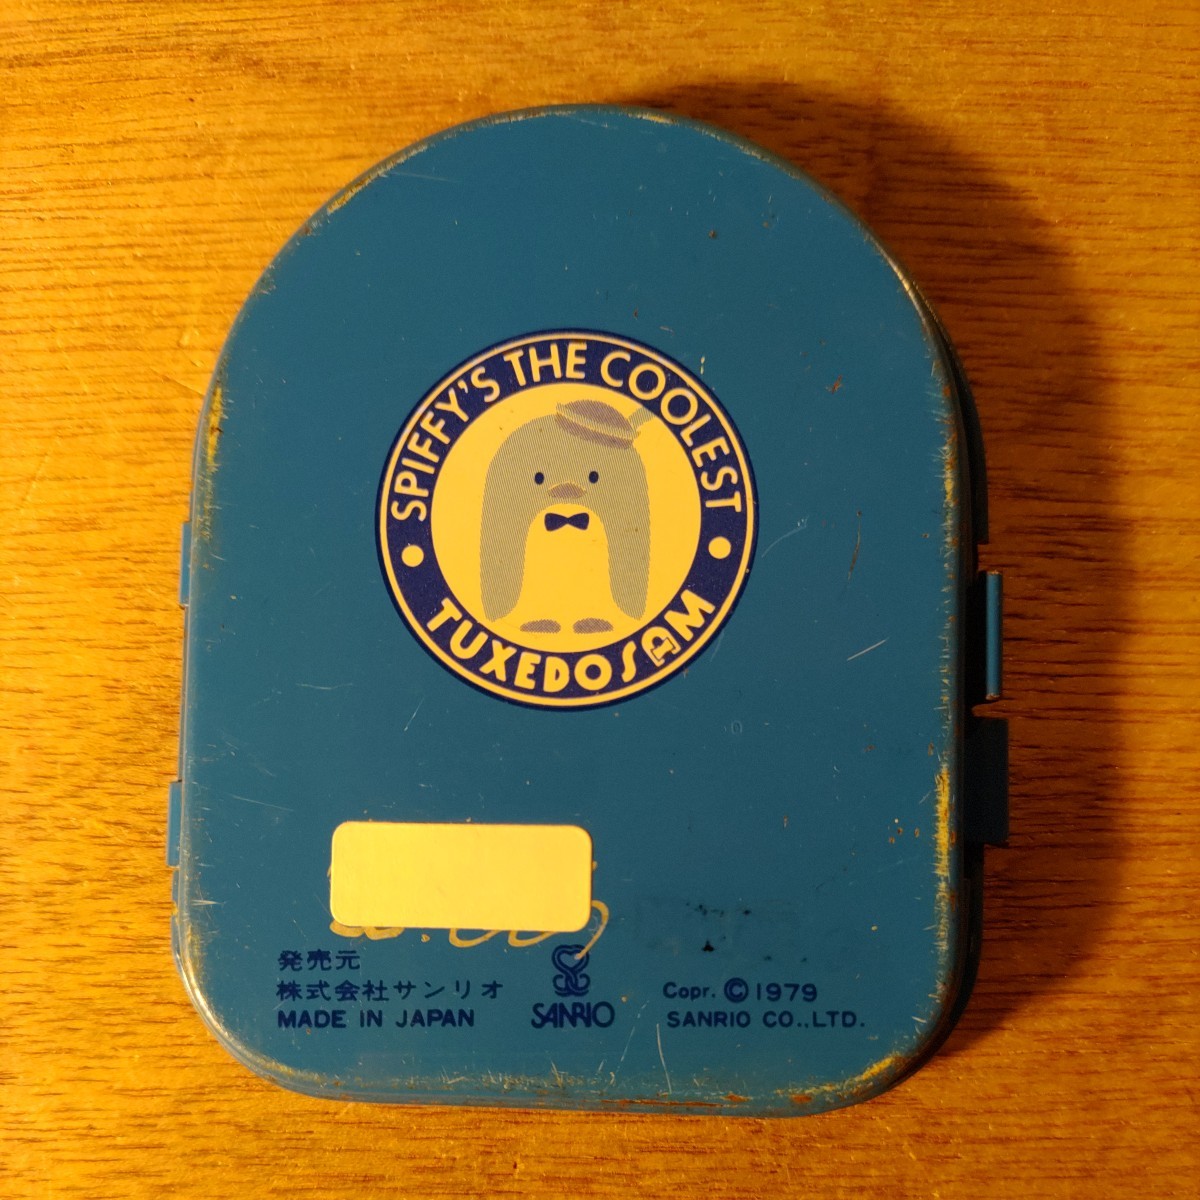 SPIFFY'S THE COOLEST
TUXEDOSAM
発売元
株式会社サンリオ
MADE IN JAPAN
SANRIO
Copr. ©1979
SANRIO CO.,LTD.